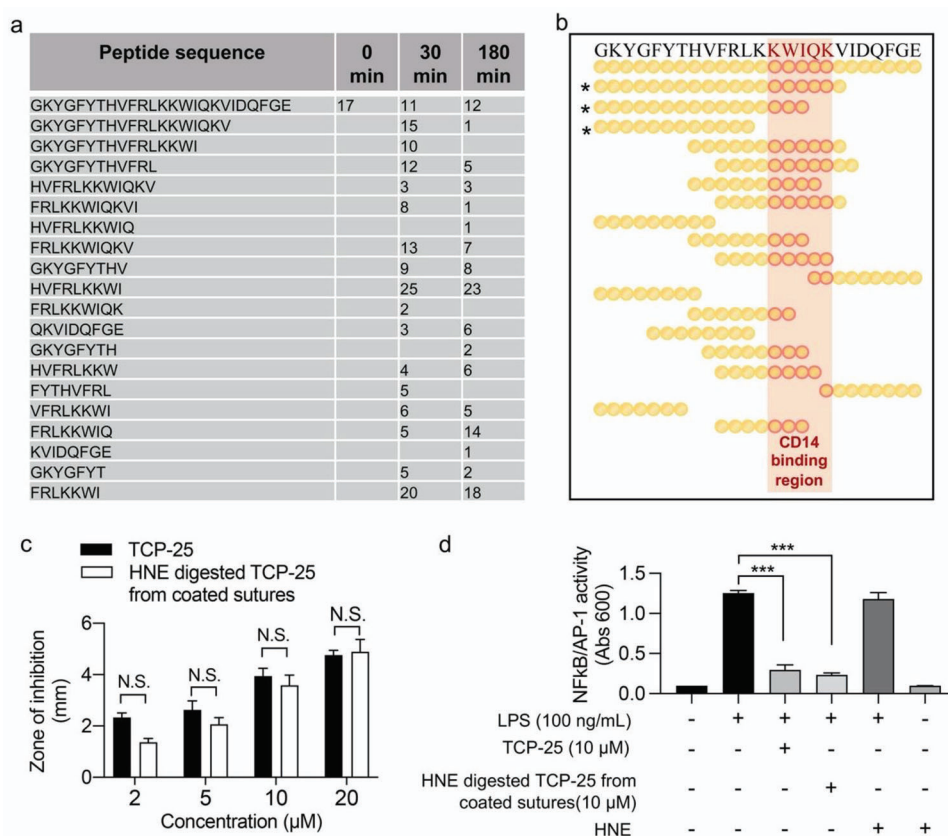 a
Peptide sequence 0 min 30 min 180 min
GKYGFYTHVFRLKKWIQKVIDQFGE 17 11 12
GKYGFYTHVFRLKKWIQKV 15 1
GKYGFYTHVFRLKKWI 10
GKYGFYTHVFRL 12 5
HVFRLKKWIQKV 3 3
FRLKKWIQKVI 8 1
HVFRLKKWIQ 1
FRLKKWIQKV 13 7
GKYGFYTHV 9 8
HVFRLKKWI 25 23
FRLKKWIQK 2
QKVIDQFGE 3 6
GKYGFYTH 2
HVFRLKKW 4 6
FYTHVFRL 5
VFRLKKWI 6 5
FRLKKWIQ 5 14
KVIDQFGE 1
GKYGFYT 5 2
FRLKKWI 20 18
b
GKYGFYTHVFRLKKWIQKVIDQFGE
*
*
*
CD14
binding
region
c
TCP-25
HNE digested TCP-25
from coated sutures
Zone of inhibition
(mm)
6
4
2
0
N.S. N.S. N.S. N.S.
2 5 10 20
Concentration (µM)
d
NFkB/AP-1 activity
(Abs 600)
1.5
1.0
0.5
0.0
***
***
LPS (100 ng/mL) - + + + + -
TCP-25 (10 µM) - - + - - -
HNE digested TCP-25 from
coated sutures(10 µM) - - - + - -
HNE - - - - + +